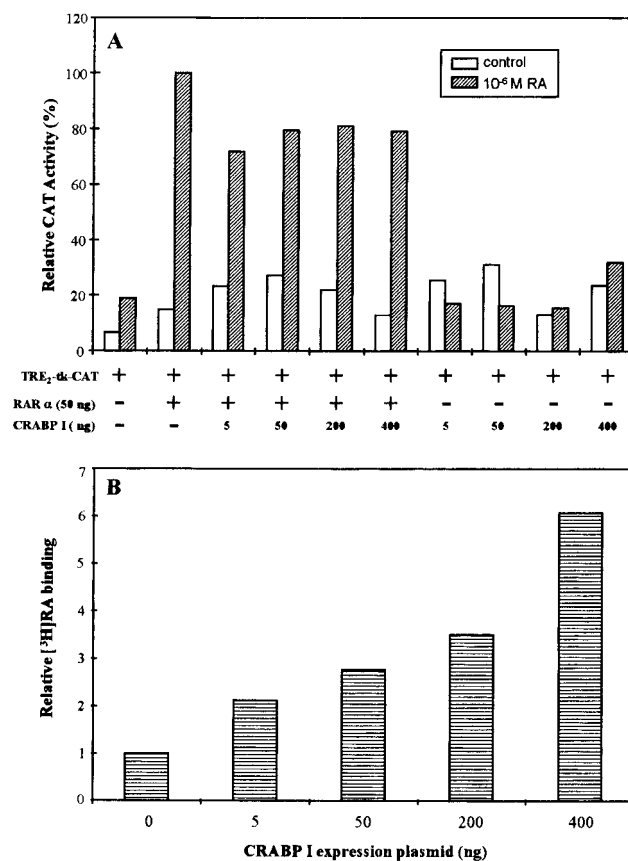 A
control
10⁻⁶ M RA
Relative CAT Activity (%)
120
100
80
60
40
20
0
TRE₂-tk-CAT + + + + + + + + + +
RAR α (50 ng) - + + + + + - - - -
CRABP I ( ng) - - 5 50 200 400 5 50 200 400
B
Relative [³H]RA binding
7
6
5
4
3
2
1
0
0 5 50 200 400
CRABP I expression plasmid (ng)